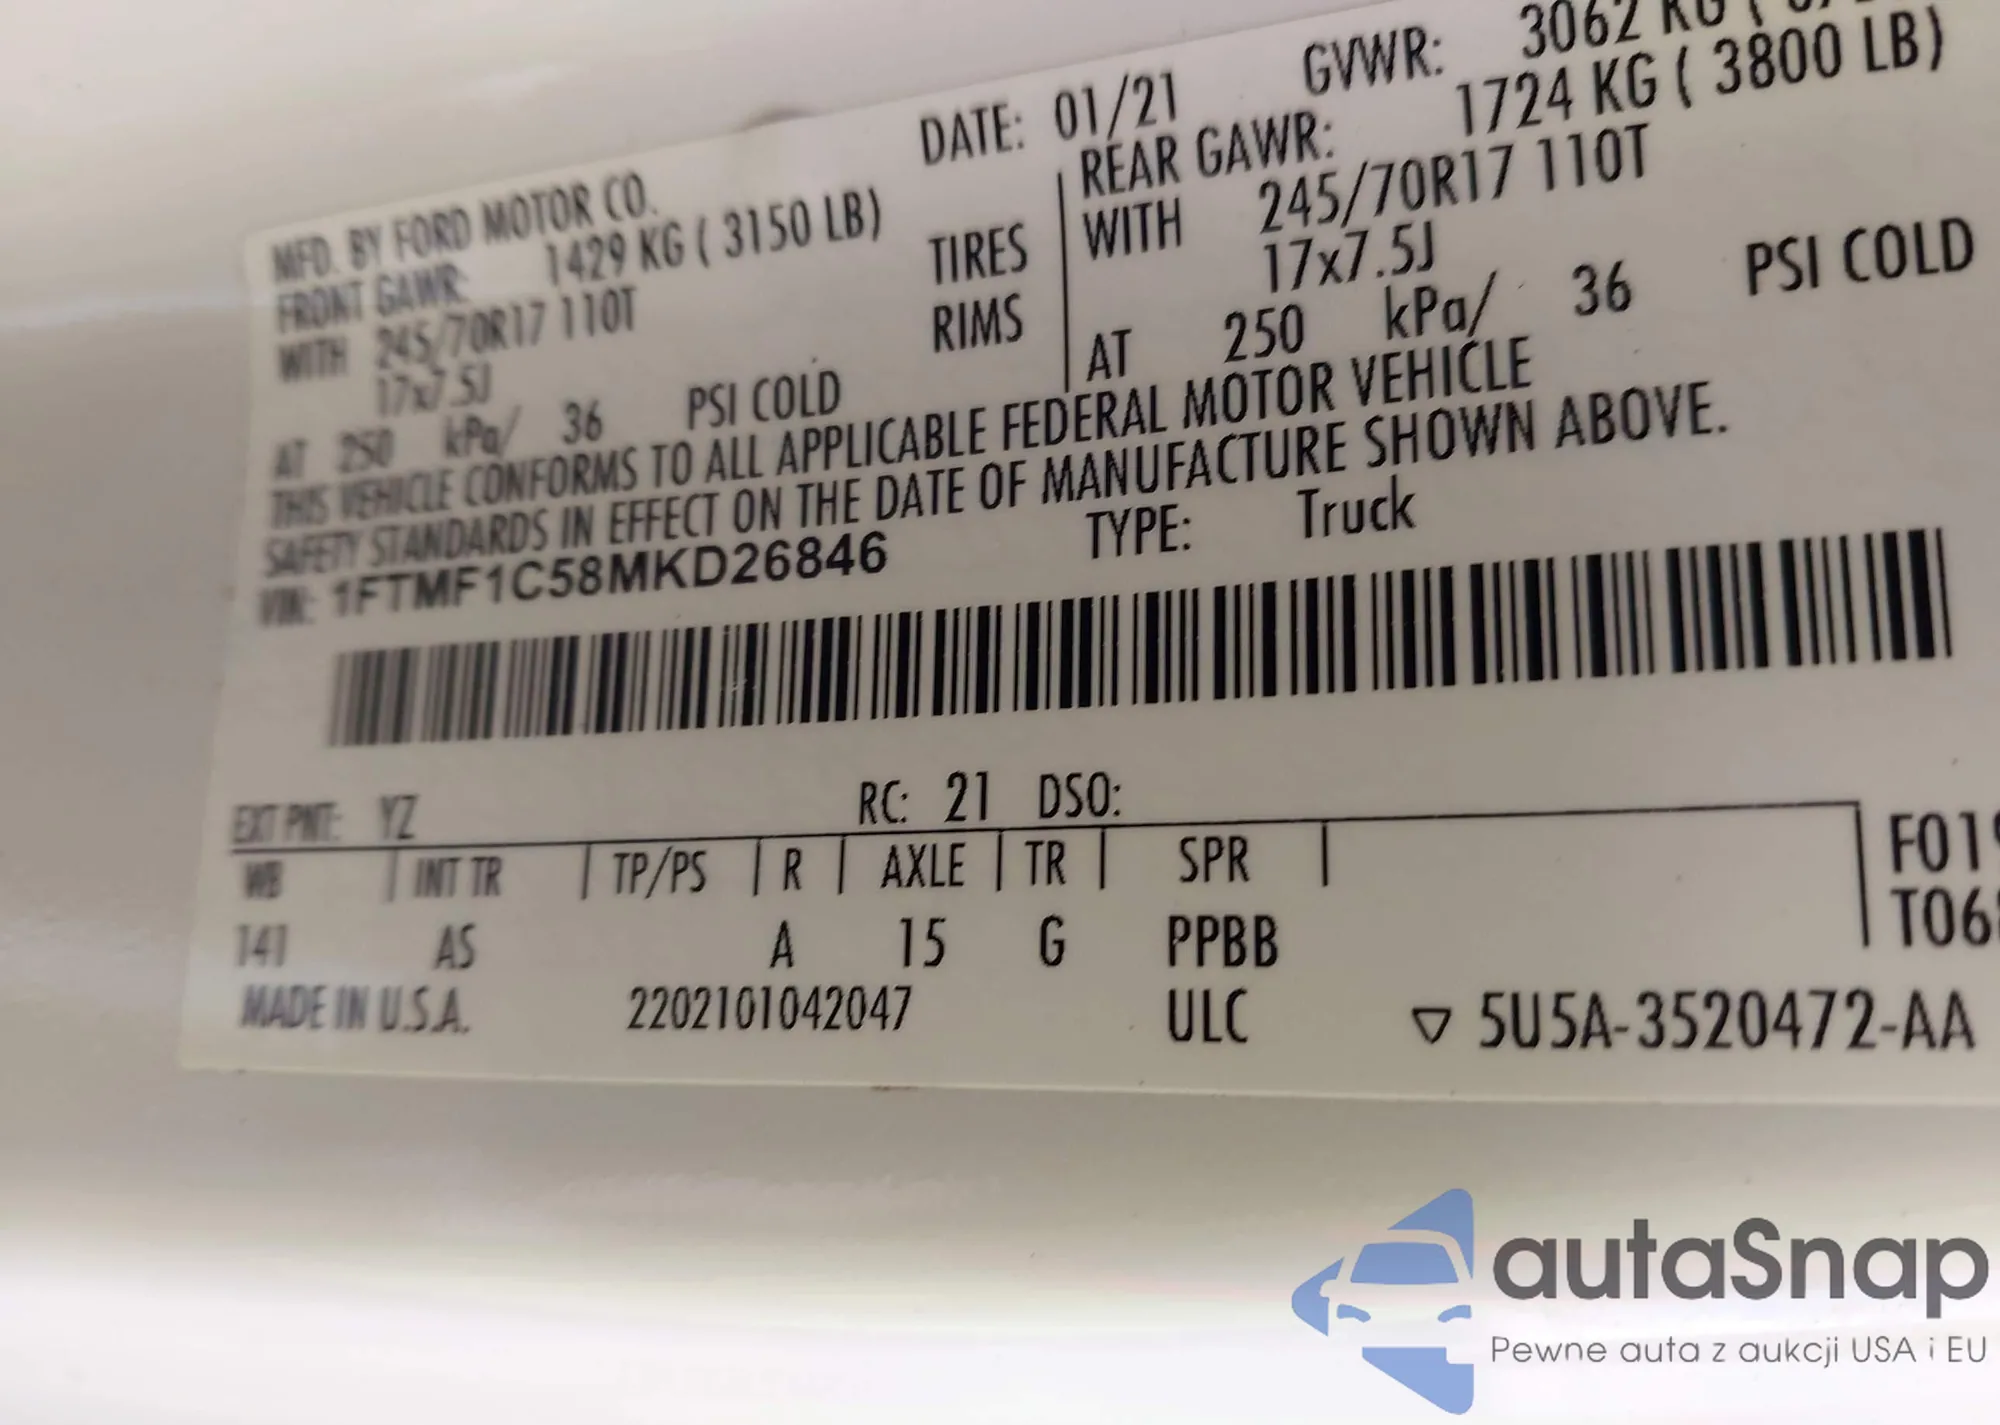 MFD. BY FORD MOTOR CO. DATE: 01/21 GVWR: 3062 KG (
FRONT GAWR: 1429 KG ( 3150 LB) REAR GAWR: 1724 KG ( 3800 LB)
WITH 245/70R17 110T TIRES WITH 245/70R17 110T
17x7.5J RIMS 17x7.5J
AT 250 kPa/ 36 PSI COLD AT 250 kPa/ 36 PSI COLD
THIS VEHICLE CONFORMS TO ALL APPLICABLE FEDERAL MOTOR VEHICLE
SAFETY STANDARDS IN EFFECT ON THE DATE OF MANUFACTURE SHOWN ABOVE.
VIN: 1FTMF1C58MKD26846 TYPE: Truck
EXT PNT: YZ RC: 21 DSO:
WB INT TR TP/PS R AXLE TR SPR
141 AS A 15 G PPBB
F019
T068
MADE IN U.S.A. 2202101042047 ULC ▽ 5U5A-3520472-AA
autaSnap
Pewne auta z aukcji USA i EU